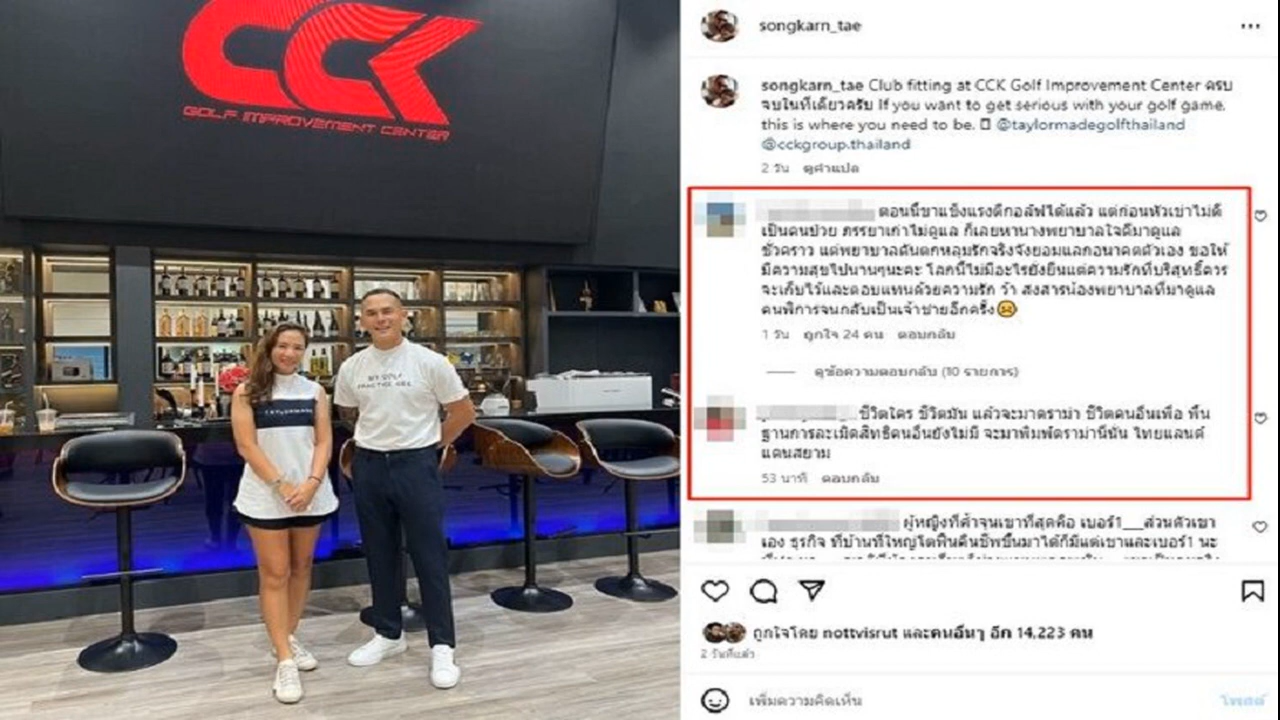 CCK
GOLF IMPROVEMENT CENTER
TAYLORMADE
MY GOLF
songkarn_tae
songkarn_tae Club fitting at CCK Golf Improvement Center ครบ
จบในที่เดียวครับ If you want to get serious with your golf game,
this is where you need to be. @taylormadegolfthailand
@cckgroup.thailand
2 วัน ดูคำแปล
ตอนนี้ขาแข็งแรงตีกอล์ฟได้แล้ว แต่ก่อนหัวเข่าไม่ดี
เป็นคนป่วย ภรรยาเก่าไม่ดูแล ก็เลยหานางพยาบาลใจดีมาดูแล
ชั่วคราว แต่พยาบาลดันตกหลุมรักจริงจังยอมแลกอนาคตตัวเอง ขอให้
มีความสุขไปนานๆนะคะ โลกนี้ไม่มีอะไรยั่งยืนแต่ความรักที่บริสุทธิ์ควร
จะเก็บไว้และตอบแทนด้วยความรัก ว้า สงสารน้องพยาบาลที่มาดูแล
คนพิการจนกลับเป็นเจ้าชายอีกครั้ง☹️
1 วัน ถูกใจ 24 คน ตอบกลับ
ดูข้อความตอบกลับ (10 รายการ)
ชีวิตใคร ชีวิตมัน แล้วจะมาดราม่า ชีวิตคนอื่นเพื่อ พื้น
ฐานการละเมิดสิทธิคนอื่นยังไม่มี จะมาพิมพ์ดราม่านี่นั่น ไทยแลนด์
แดนสยาม
53 นาที ตอบกลับ
ผู้หญิงที่ค้ำจุนเขาที่สุดคือ เบอร์1___ส่วนตัวเขา
เอง ธุรกิจ ที่บ้านที่ใหญ่โตฟื้นคืนชีพขึ้นมาได้ก็มีแต่เขาและเบอร์1 นะ
ถูกใจโดย nottvisrut และคนอื่นๆ อีก 14,223 คน
2 วันที่แล้ว
เพิ่มความคิดเห็น
โพสต์